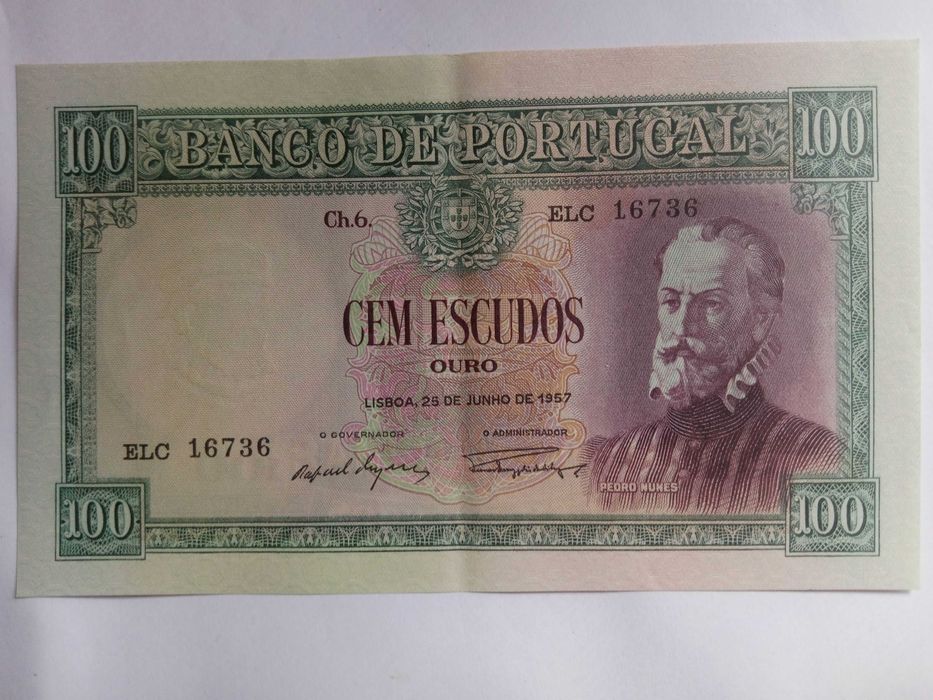 100 BANCO DE PORTUGAL 100
Ch.6. ELC 16736
CEM ESCUDOS
OURO
LISBOA, 25 DE JUNHO DE 1957
O GOVERNADOR O ADMINISTRADOR
ELC 16736
PEDRO NUNES
100 100